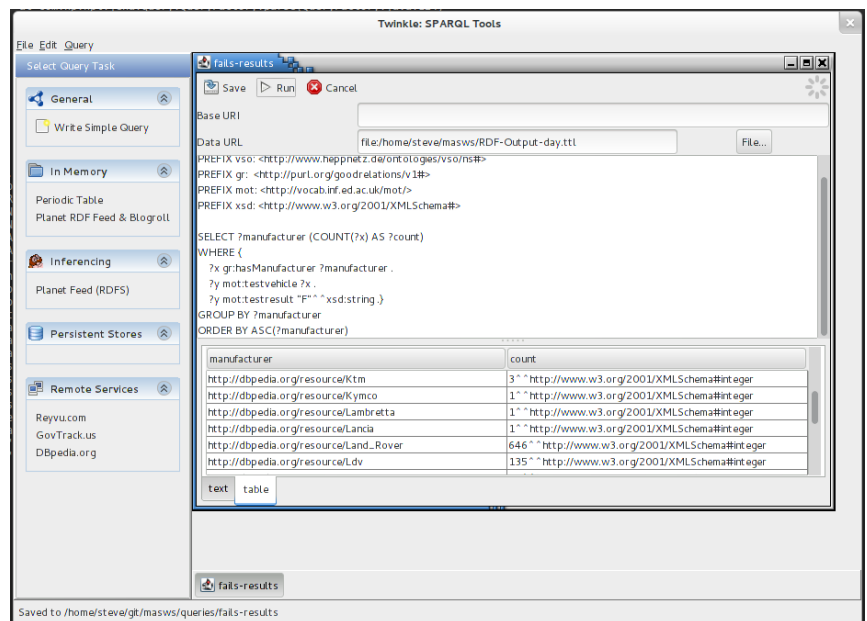 Twinkle: SPARQL Tools
File Edit Query
Select Query Task
General
Write Simple Query
In Memory
Periodic Table
Planet RDF Feed & Blogroll
Inferencing
Planet Feed (RDFS)
Persistent Stores
Remote Services
Reyvu.com
GovTrack.us
DBpedia.org
fails-results
Save Run Cancel
Base URI
Data URL file:/home/steve/masws/RDF-Output-day.ttl File...
PREFIX vso: <http://www.heppnetz.de/ontologies/vso/ns#>
PREFIX gr: <http://purl.org/goodrelations/v1#>
PREFIX mot: <http://vocab.inf.ed.ac.uk/mot/>
PREFIX xsd: <http://www.w3.org/2001/XMLSchema#>
SELECT ?manufacturer (COUNT(?x) AS ?count)
WHERE {
?x gr:hasManufacturer ?manufacturer .
?y mot:testvehicle ?x .
?y mot:testresult "F"^^xsd:string .}
GROUP BY ?manufacturer
ORDER BY ASC(?manufacturer)
manufacturer count
http://dbpedia.org/resource/Ktm 3^^http://www.w3.org/2001/XMLSchema#integer
http://dbpedia.org/resource/Kymco 1^^http://www.w3.org/2001/XMLSchema#integer
http://dbpedia.org/resource/Lambretta 1^^http://www.w3.org/2001/XMLSchema#integer
http://dbpedia.org/resource/Lancia 1^^http://www.w3.org/2001/XMLSchema#integer
http://dbpedia.org/resource/Land_Rover 646^^http://www.w3.org/2001/XMLSchema#integer
http://dbpedia.org/resource/Ldv 135^^http://www.w3.org/2001/XMLSchema#integer
text table
fails-results
Saved to /home/steve/git/masws/queries/fails-results